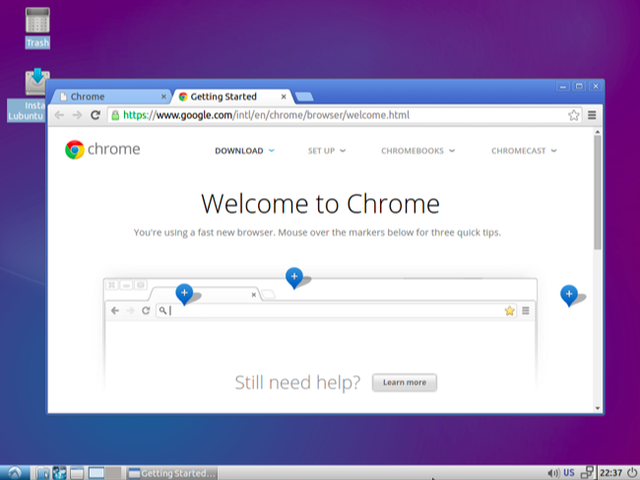 Trash
Insta
Lubuntu
Chrome
Getting Started
https://www.google.com/intl/en/chrome/browser/welcome.html
chrome
DOWNLOAD
SET UP
CHROMEBOOKS
CHROMECAST
Welcome to Chrome
You're using a fast new browser. Mouse over the markers below for three quick tips.
Still need help?
Learn more
Getting Started...
US
22:37